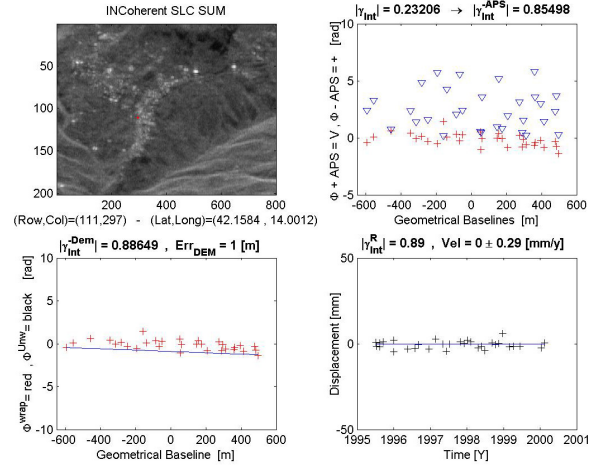 INCoherent SLC SUM
50
100
150
200
200 400 600 800
(Row,Col)=(111,297) - (Lat,Long)=(42.1584 , 14.0012)
|γInt| = 0.23206 → |γInt-APS| = 0.85498
Φ + APS = V , Φ - APS = + [rad]
10
5
0
-5
-600 -400 -200 0 200 400 600
Geometrical Baselines [m]
|γInt-Dem| = 0.88649 , ErrDEM = 1 [m]
Φwrap= red , ΦUnw= black [rad]
10
5
0
-5
-10
-600 -400 -200 0 200 400 600
Geometrical Baseline [m]
|γIntR| = 0.89 , Vel = 0 ± 0.29 [mm/y]
Displacement [mm]
50
0
-50
1995 1996 1997 1998 1999 2000 2001
Time [Y]